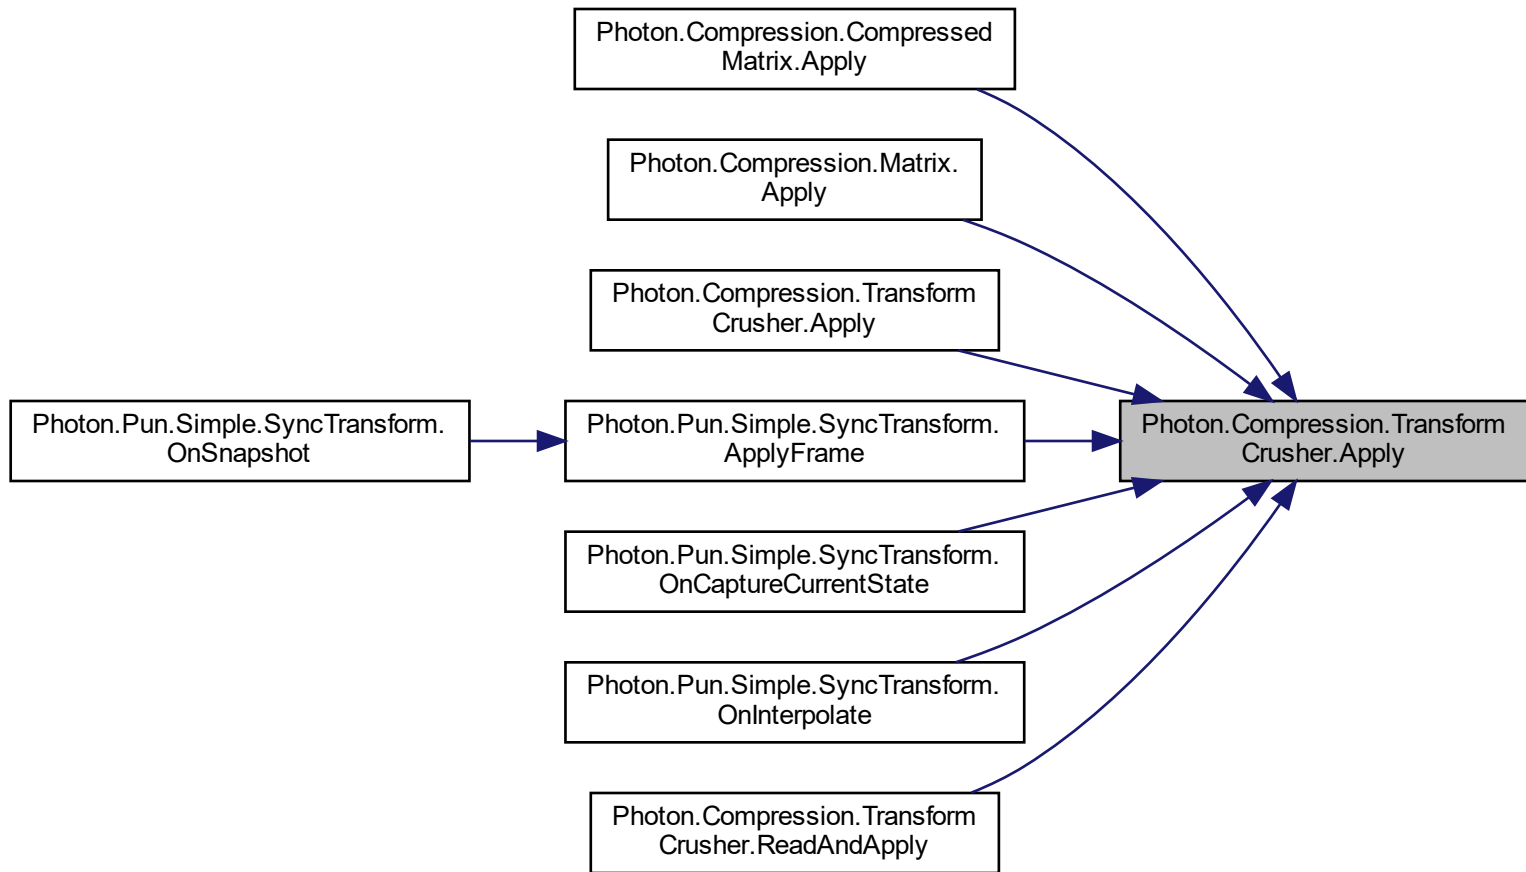 Photon.Compression.Compressed
Matrix.Apply
Photon.Compression.Matrix.
Apply
Photon.Compression.Transform
Crusher.Apply
Photon.Pun.Simple.SyncTransform.
OnSnapshot
Photon.Pun.Simple.SyncTransform.
ApplyFrame
Photon.Compression.Transform
Crusher.Apply
Photon.Pun.Simple.SyncTransform.
OnCaptureCurrentState
Photon.Pun.Simple.SyncTransform.
OnInterpolate
Photon.Compression.Transform
Crusher.ReadAndApply